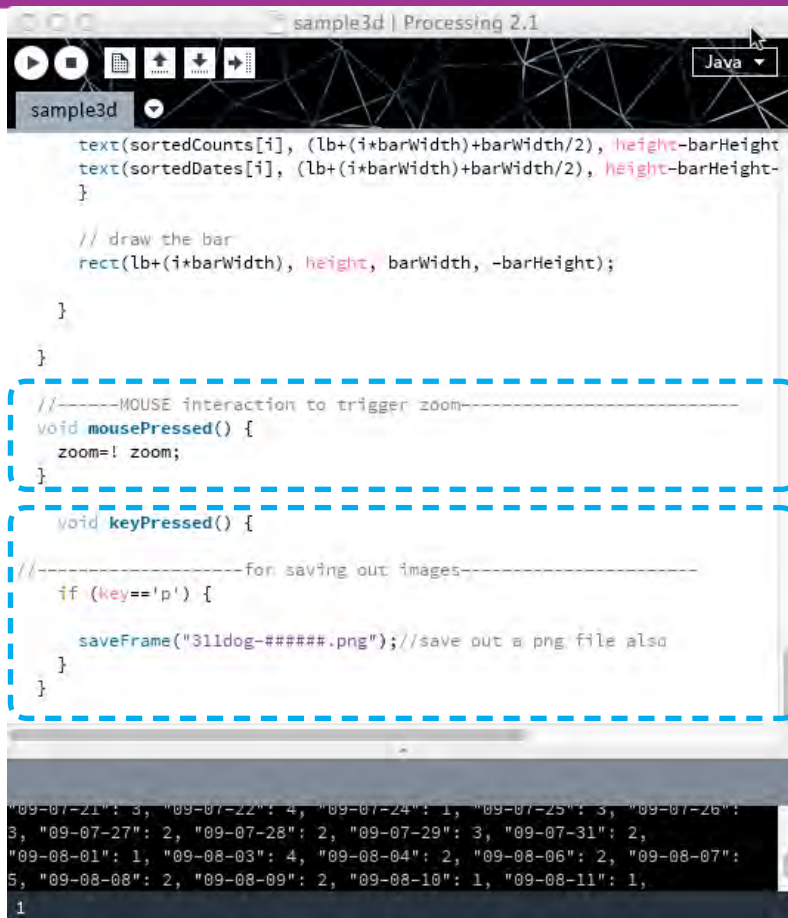 sample3d | Processing 2.1
Java
sample3d
text(sortedCounts[i], (lb+(i*barWidth)+barWidth/2), height-barHeight
text(sortedDates[i], (lb+(i*barWidth)+barWidth/2), height-barHeight-
}
// draw the bar
rect(lb+(i*barWidth), height, barWidth, -barHeight);
}
}
//------MOUSE interaction to trigger zoom---------------------------
void mousePressed() {
zoom=! zoom;
}
void keyPressed() {
//--------------------for saving out images-----------------------
if (key=='p') {
saveFrame("311dog-######.png");//save out a png file also
}
}
"09-07-21": 3, "09-07-22": 4, "09-07-24": 1, "09-07-25": 3, "09-07-26":
3, "09-07-27": 2, "09-07-28": 2, "09-07-29": 3, "09-07-31": 2,
"09-08-01": 1, "09-08-03": 4, "09-08-04": 2, "09-08-06": 2, "09-08-07":
5, "09-08-08": 2, "09-08-09": 2, "09-08-10": 1, "09-08-11": 1,
1